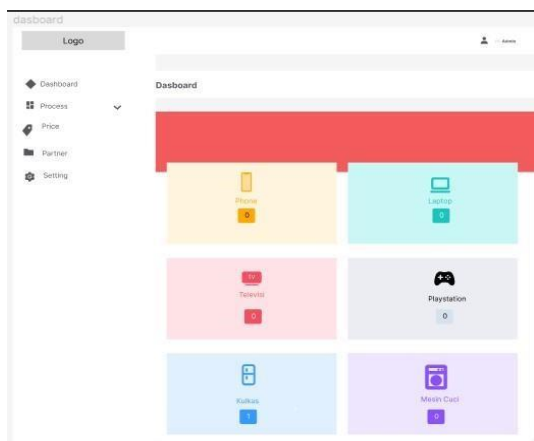 dasboard
Logo
Admin
Dashboard
Dasboard
Process
Price
Partner
Setting
Phone
0
Laptop
0
TV
Televisi
0
Playstation
0
Kulkas
1
Mesin Cuci
0